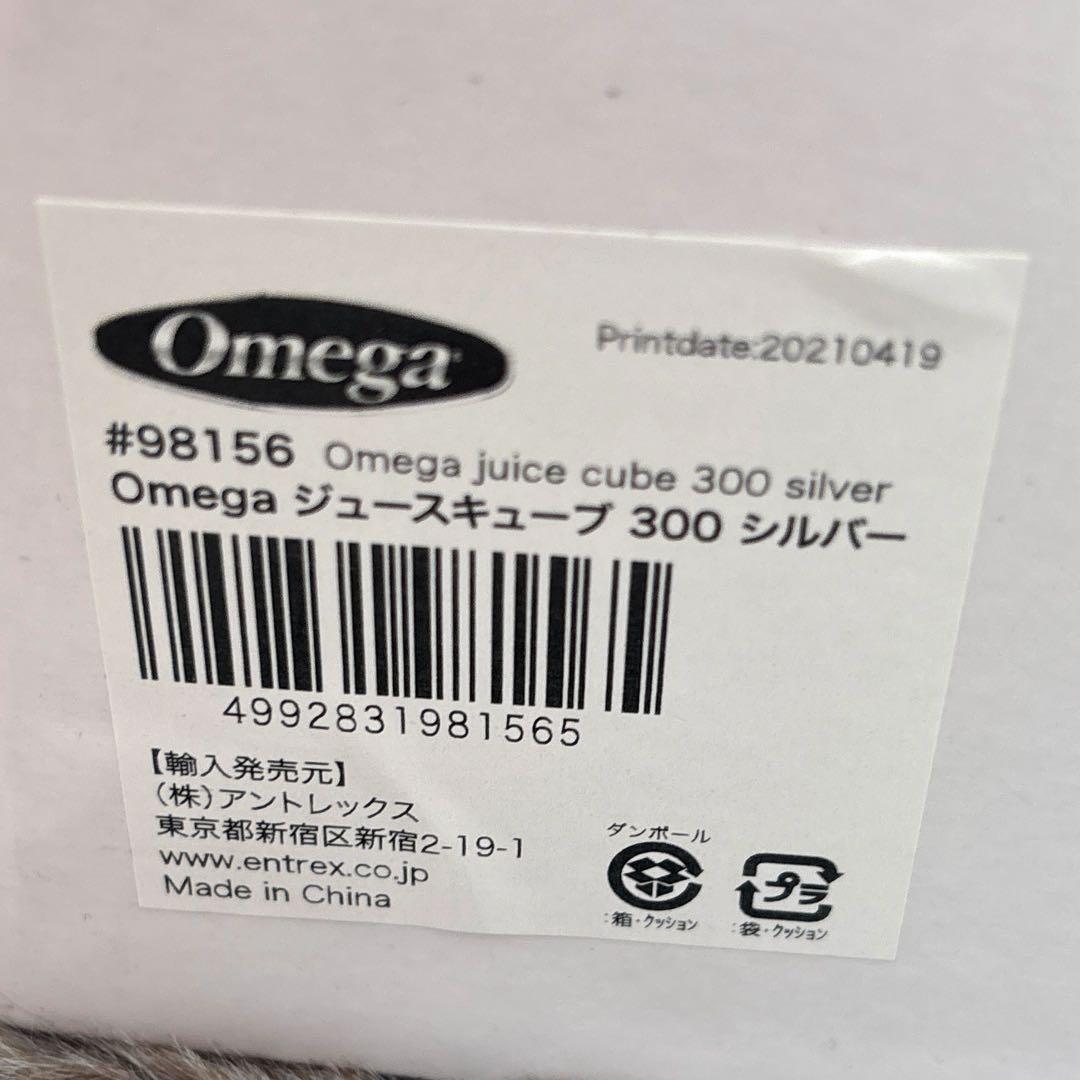 Omega
Printdate:20210419
#98156 Omega juice cube 300 silver
Omega ジュースキューブ 300 シルバー
4992831981565
【輸入発売元】
(株)アントレックス
東京都新宿区新宿2-19-1
www.entrex.co.jp
Made in China
ダンボール
:箱・クッション
プラ
:袋・クッション